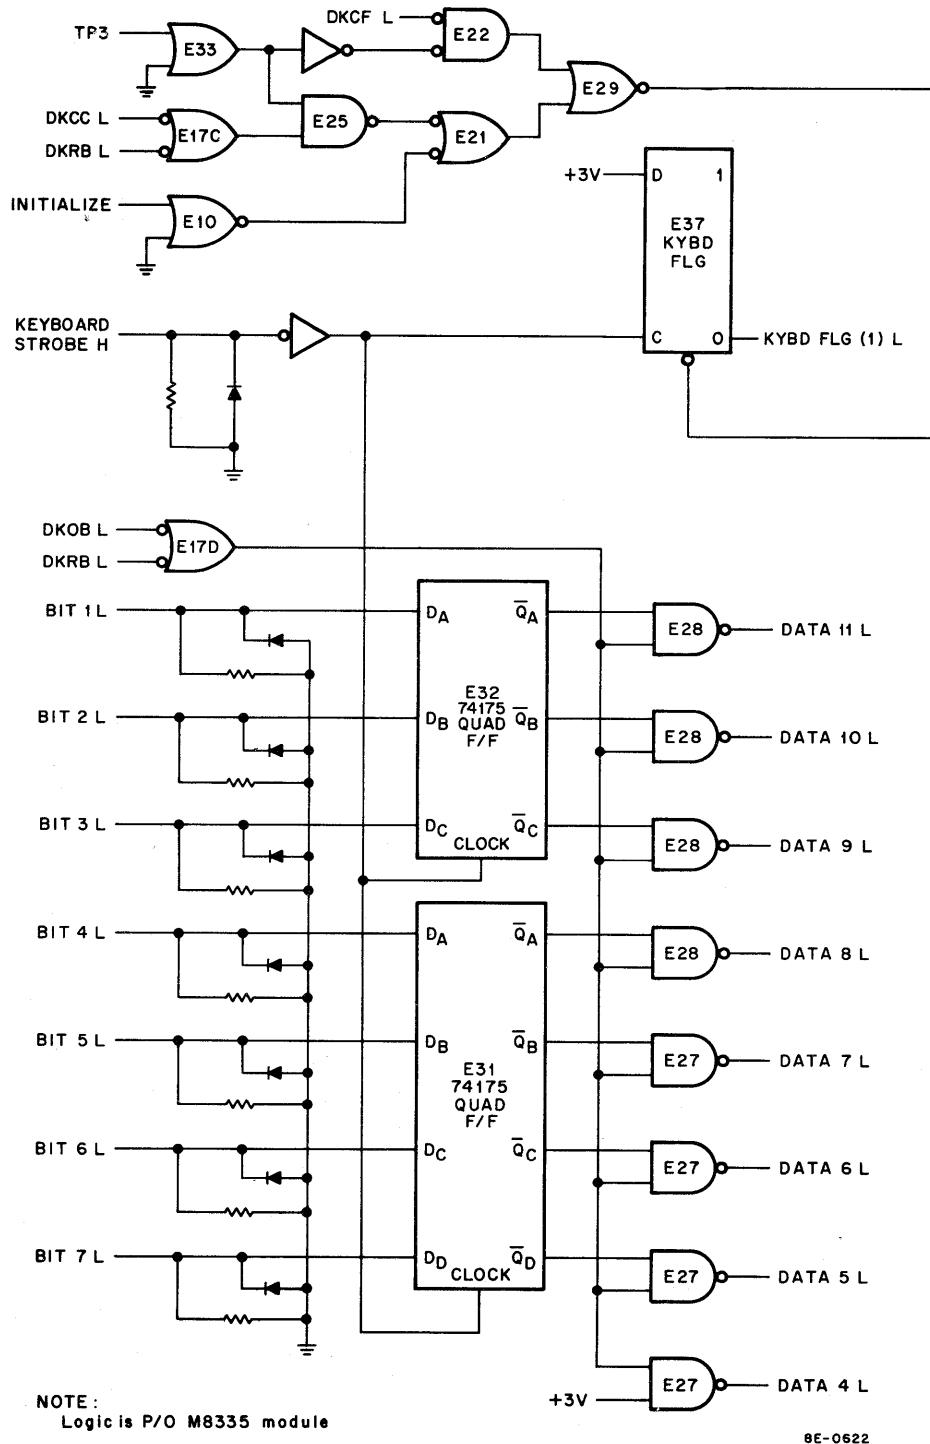 DKCF L
TP3
E33
E22
E29
DKCC L
E17C
E25
E21
DKRB L
+3V
D 1
INITIALIZE
E10
E37
KYBD
FLG
KEYBOARD
STROBE H
C O
KYBD FLG (1) L
DKOB L
E17D
DKRB L
BIT 1 L
DA
QA
E28
DATA 11 L
E32
74175
QUAD
F/F
BIT 2 L
DB
QB
E28
DATA 10 L
BIT 3 L
DC
QC
CLOCK
E28
DATA 9 L
BIT 4 L
DA
QA
E28
DATA 8 L
BIT 5 L
DB
QB
E27
DATA 7 L
E31
74175
QUAD
F/F
BIT 6 L
DC
QC
E27
DATA 6 L
BIT 7 L
DD
QD
CLOCK
E27
DATA 5 L
E27
DATA 4 L
+3V
NOTE:
Logic is P/O M8335 module
8E-0622